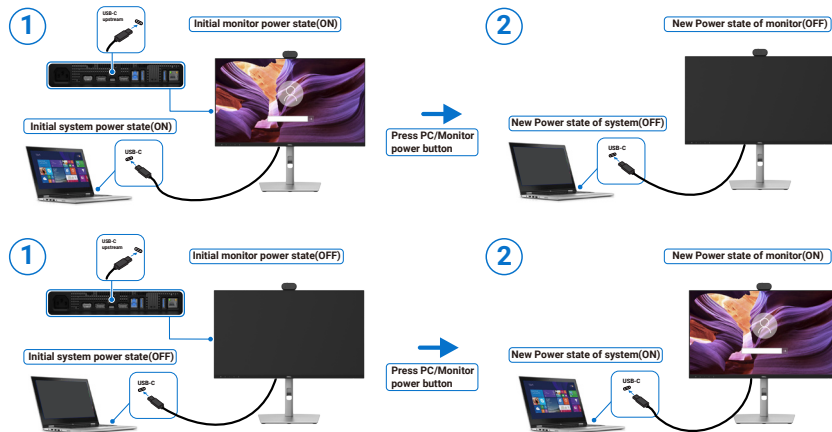 1
USB-C
upstream
Initial monitor power state(ON)
Initial system power state(ON)
USB-C
Press PC/Monitor
power button
2
New Power state of monitor(OFF)
New Power state of system(OFF)
USB-C
1
USB-C
upstream
Initial monitor power state(OFF)
Initial system power state(OFF)
USB-C
Press PC/Monitor
power button
2
New Power state of monitor(ON)
New Power state of system(ON)
USB-C